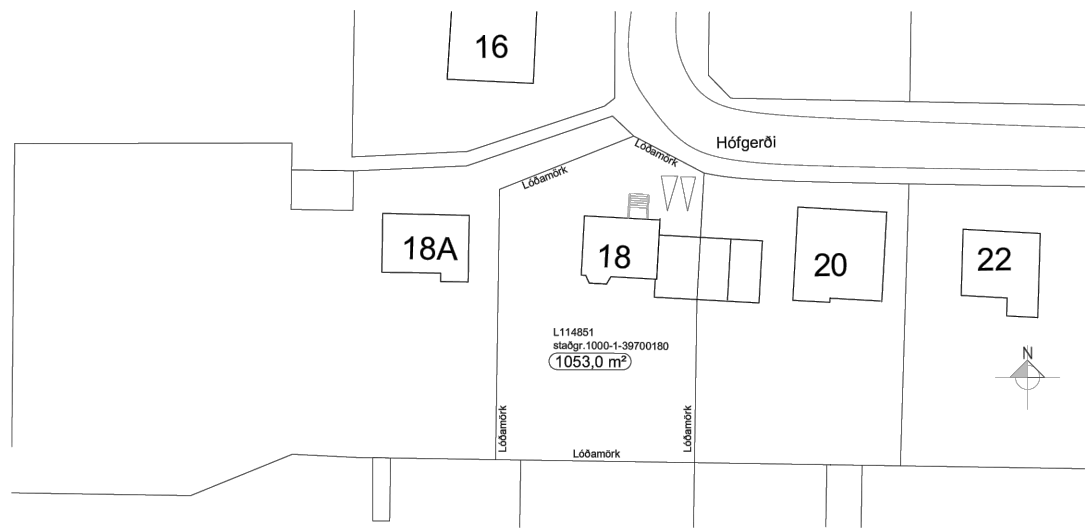 16
Hófgerði
Lóðamörk
Lóðamörk
18A
18
20
22
L114851
staðgr.1000-1-39700180
1053,0 m²
N
Lóðamörk
Lóðamörk
Lóðamörk